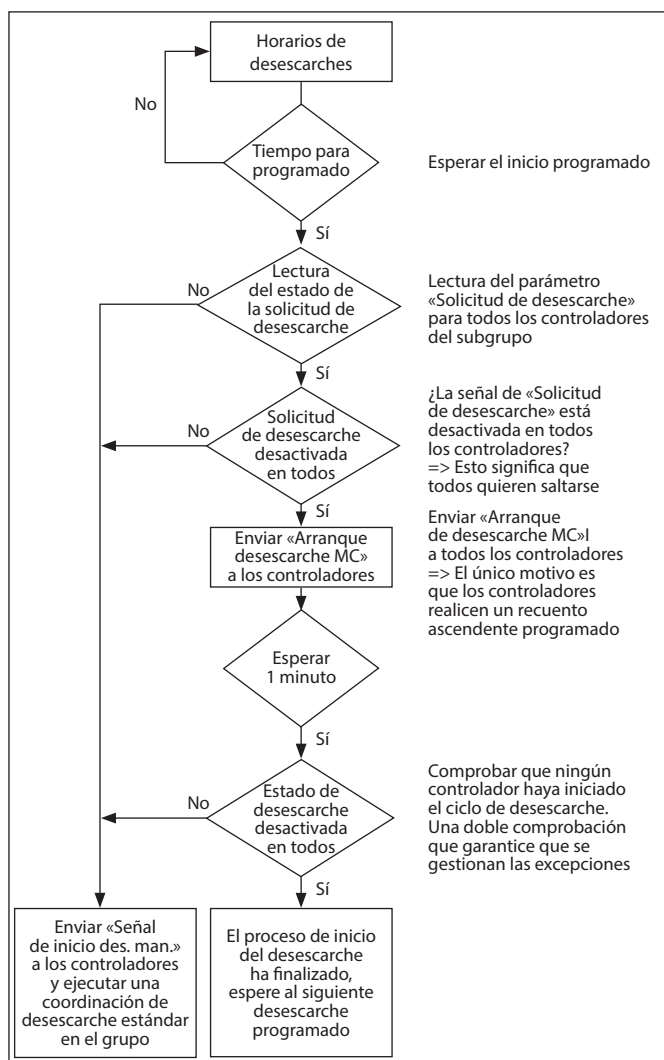 Horarios de
desescarches
No
Tiempo para
programado
Esperar el inicio programado
Sí
Lectura
del estado de
la solicitud de
desescarche
No
Lectura del parámetro
«Solicitud de desescarche»
para todos los controladores
del subgrupo
Sí
Solicitud
de desescarche
desactivada
en todos
No
¿La señal de «Solicitud
de desescarche» está
desactivada en todos
los controladores?
=> Esto significa que
todos quieren saltarse
Sí
Enviar «Arranque
desescarche MC»
a los controladores
Enviar «Arranque
de desescarche MC»l
a todos los controladores
=> El único motivo es
que los controladores
realicen un recuento
ascendente programado
Esperar
1 minuto
Sí
Estado de
desescarche
desactivada
en todos
No
Comprobar que ningún
controlador haya iniciado
el ciclo de desescarche.
Una doble comprobación
que garantice que se
gestionan las excepciones
Sí
Enviar «Señal
de inicio des. man.»
a los controladores
y ejecutar una
coordinación de
desescarche estándar
en el grupo
El proceso de inicio
del desescarche
ha finalizado,
espere al siguiente
desescarche
programado